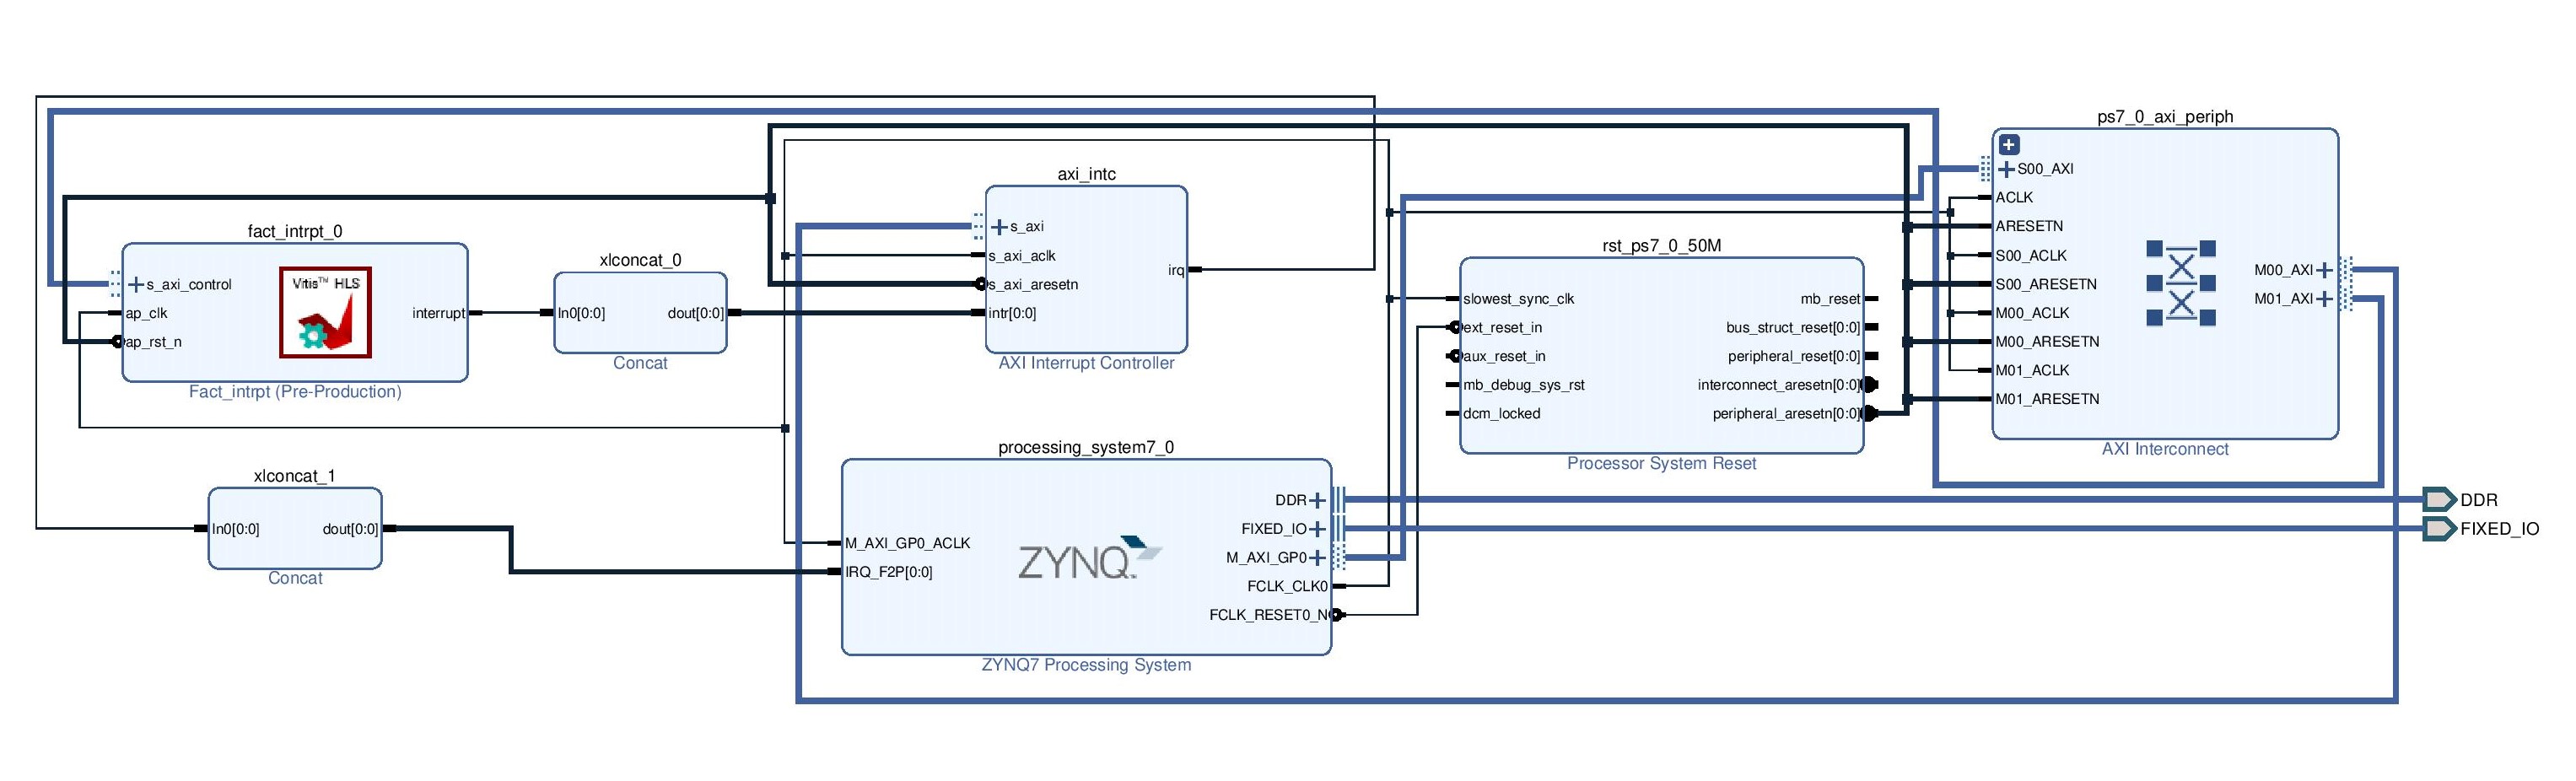 fact_intrpt_0
s_axi_control
ap_clk
ap_rst_n
Vitis™ HLS
interrupt
Fact_intrpt (Pre-Production)
xlconcat_0
In0[0:0]
dout[0:0]
Concat
xlconcat_1
In0[0:0]
dout[0:0]
Concat
axi_intc
s_axi
s_axi_aclk
s_axi_aresetn
intr[0:0]
irq
AXI Interrupt Controller
processing_system7_0
M_AXI_GP0_ACLK
IRQ_F2P[0:0]
ZYNQ™
DDR
FIXED_IO
M_AXI_GP0
FCLK_CLK0
FCLK_RESET0_N
ZYNQ7 Processing System
rst_ps7_0_50M
slowest_sync_clk
ext_reset_in
aux_reset_in
mb_debug_sys_rst
dcm_locked
mb_reset
bus_struct_reset[0:0]
peripheral_reset[0:0]
interconnect_aresetn[0:0]
peripheral_aresetn[0:0]
Processor System Reset
ps7_0_axi_periph
S00_AXI
ACLK
ARESETN
S00_ACLK
S00_ARESETN
M00_ACLK
M00_ARESETN
M01_ACLK
M01_ARESETN
M00_AXI
M01_AXI
AXI Interconnect
DDR
FIXED_IO